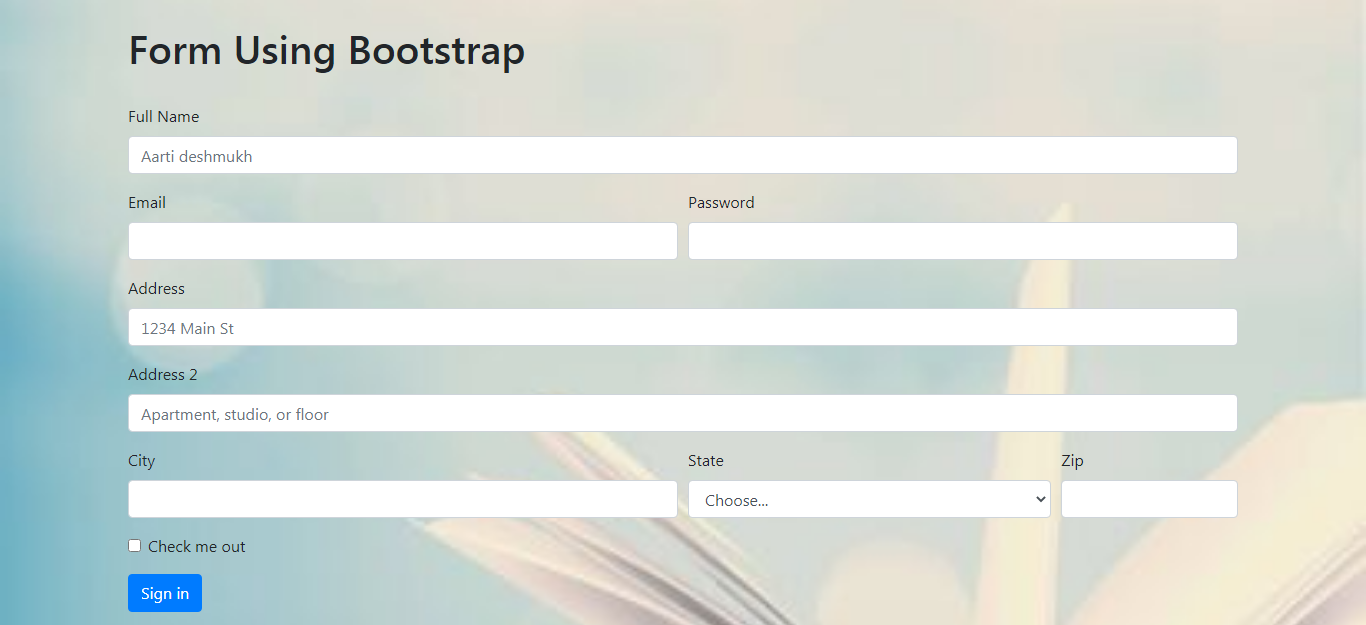 Form Using Bootstrap
Full Name
Aarti deshmukh
Email Password
Address
1234 Main St
Address 2
Apartment, studio, or floor
City State Zip
Choose...
Check me out
Sign in